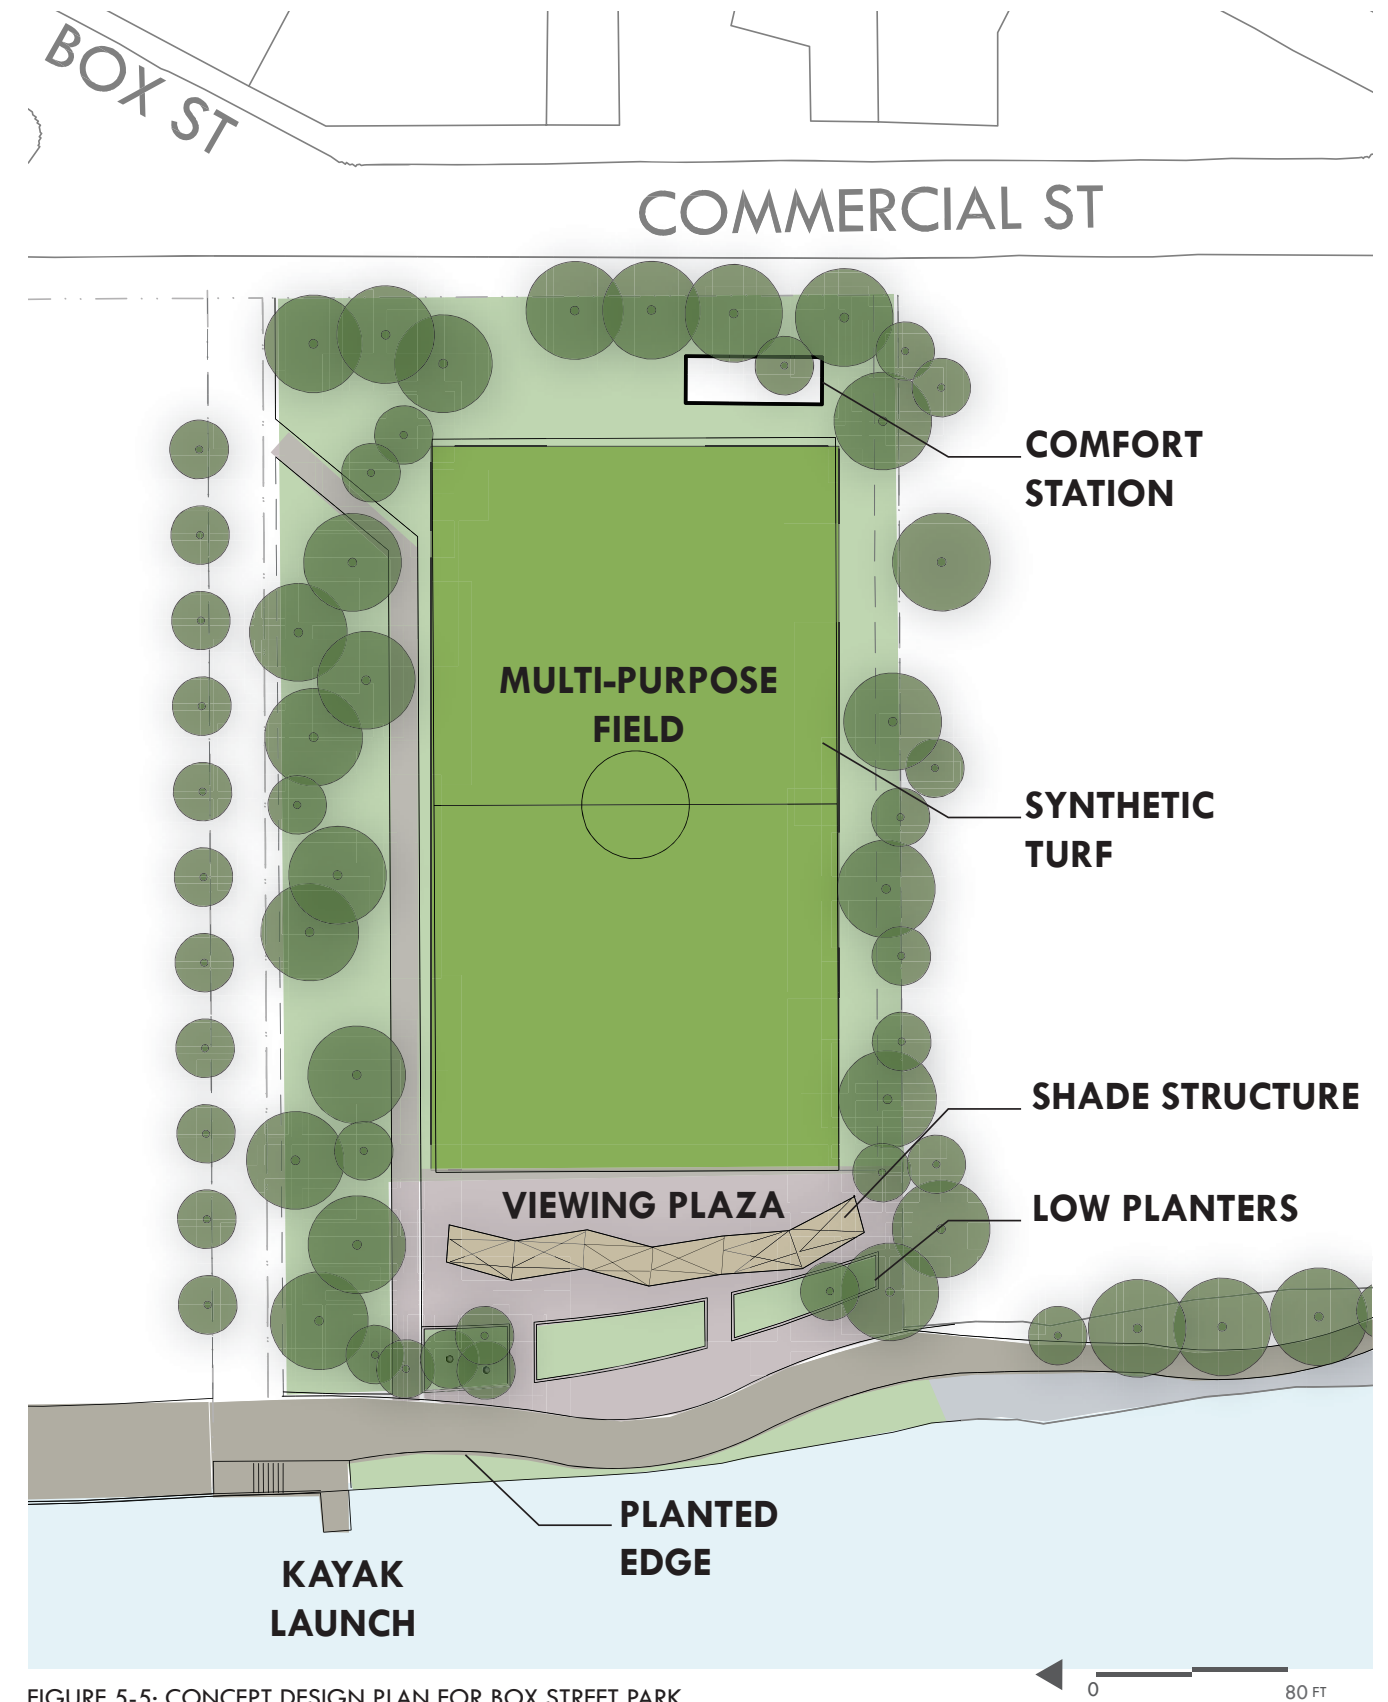 BOX ST
COMMERCIAL ST
COMFORT
STATION
MULTI-PURPOSE
FIELD
SYNTHETIC
TURF
SHADE STRUCTURE
VIEWING PLAZA
LOW PLANTERS
PLANTED
EDGE
KAYAK
LAUNCH
0 80 FT
FIGURE 5-5: CONCEPT DESIGN PLAN FOR BOX STREET PARK